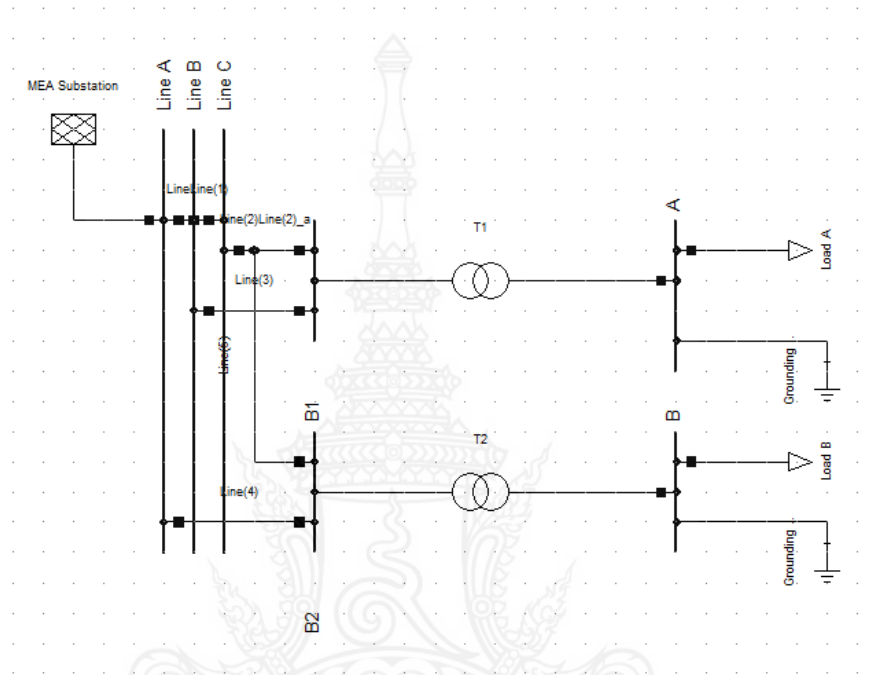 MEA Substation
Line A
Line B
Line C
LineLine(1)
Line(2)Line(2)_a
Line(3)
Line(5)
Line(4)
T1
A
Load A
Grounding
B1
T2
B
Load B
Grounding
B2